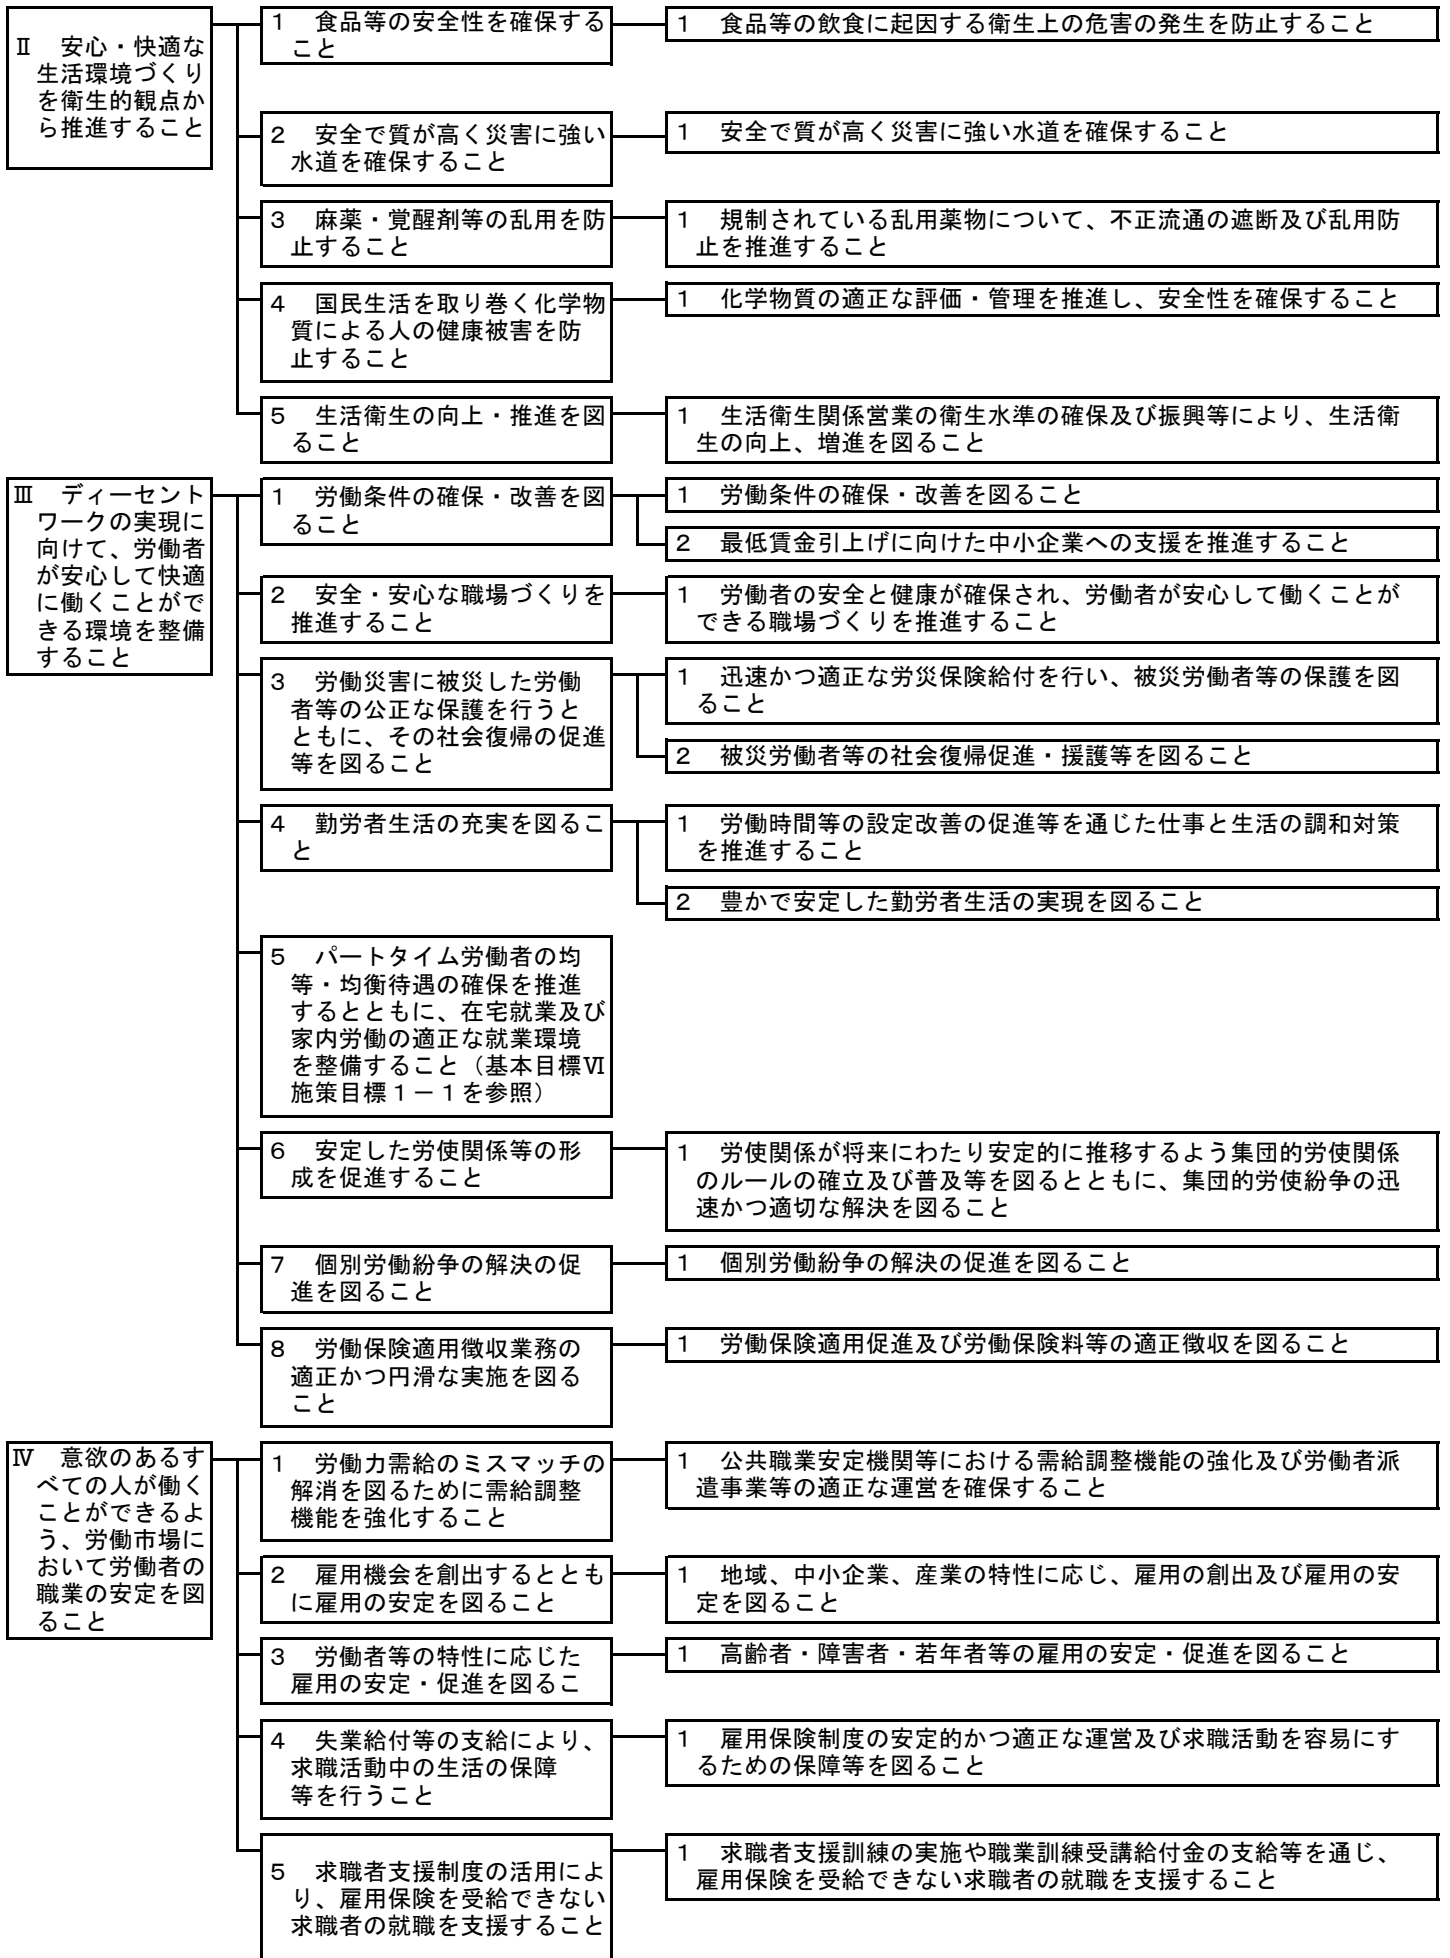 Ⅱ　安心・快適な
生活環境づくり
を衛生的観点か
ら推進すること
1　食品等の安全性を確保する
こと
1　食品等の飲食に起因する衛生上の危害の発生を防止すること
2　安全で質が高く災害に強い
水道を確保すること
1　安全で質が高く災害に強い水道を確保すること
3　麻薬・覚醒剤等の乱用を防
止すること
1　規制されている乱用薬物について、不正流通の遮断及び乱用防
止を推進すること
4　国民生活を取り巻く化学物
質による人の健康被害を防
止すること
1　化学物質の適正な評価・管理を推進し、安全性を確保すること
5　生活衛生の向上・推進を図
ること
1　生活衛生関係営業の衛生水準の確保及び振興等により、生活衛
生の向上、増進を図ること
Ⅲ　ディーセント
ワークの実現に
向けて、労働者
が安心して快適
に働くことがで
きる環境を整備
すること
1　労働条件の確保・改善を図
ること
1　労働条件の確保・改善を図ること
2　最低賃金引上げに向けた中小企業への支援を推進すること
2　安全・安心な職場づくりを
推進すること
1　労働者の安全と健康が確保され、労働者が安心して働くことが
できる職場づくりを推進すること
3　労働災害に被災した労働
者等の公正な保護を行うと
ともに、その社会復帰の促進
等を図ること
1　迅速かつ適正な労災保険給付を行い、被災労働者等の保護を図
ること
2　被災労働者等の社会復帰促進・援護等を図ること
4　勤労者生活の充実を図るこ
と
1　労働時間等の設定改善の促進等を通じた仕事と生活の調和対策
を推進すること
2　豊かで安定した勤労者生活の実現を図ること
5　パートタイム労働者の均
等・均衡待遇の確保を推進
するとともに、在宅就業及び
家内労働の適正な就業環境
を整備すること（基本目標Ⅵ
施策目標１－１を参照）
6　安定した労使関係等の形
成を促進すること
1　労使関係が将来にわたり安定的に推移するよう集団的労使関係
のルールの確立及び普及等を図るとともに、集団的労使紛争の迅
速かつ適切な解決を図ること
7　個別労働紛争の解決の促
進を図ること
1　個別労働紛争の解決の促進を図ること
8　労働保険適用徴収業務の
適正かつ円滑な実施を図る
こと
1　労働保険適用促進及び労働保険料等の適正徴収を図ること
Ⅳ　意欲のあるす
べての人が働く
ことができるよ
う、労働市場に
おいて労働者の
職業の安定を図
ること
1　労働力需給のミスマッチの
解消を図るために需給調整
機能を強化すること
1　公共職業安定機関等における需給調整機能の強化及び労働者派
遣事業等の適正な運営を確保すること
2　雇用機会を創出するととも
に雇用の安定を図ること
1　地域、中小企業、産業の特性に応じ、雇用の創出及び雇用の安
定を図ること
3　労働者等の特性に応じた
雇用の安定・促進を図るこ
1　高齢者・障害者・若年者等の雇用の安定・促進を図ること
4　失業給付等の支給により、
求職活動中の生活の保障
等を行うこと
1　雇用保険制度の安定的かつ適正な運営及び求職活動を容易にす
るための保障等を図ること
5　求職者支援制度の活用によ
り、雇用保険を受給できない
求職者の就職を支援すること
1　求職者支援訓練の実施や職業訓練受講給付金の支給等を通じ、
雇用保険を受給できない求職者の就職を支援すること